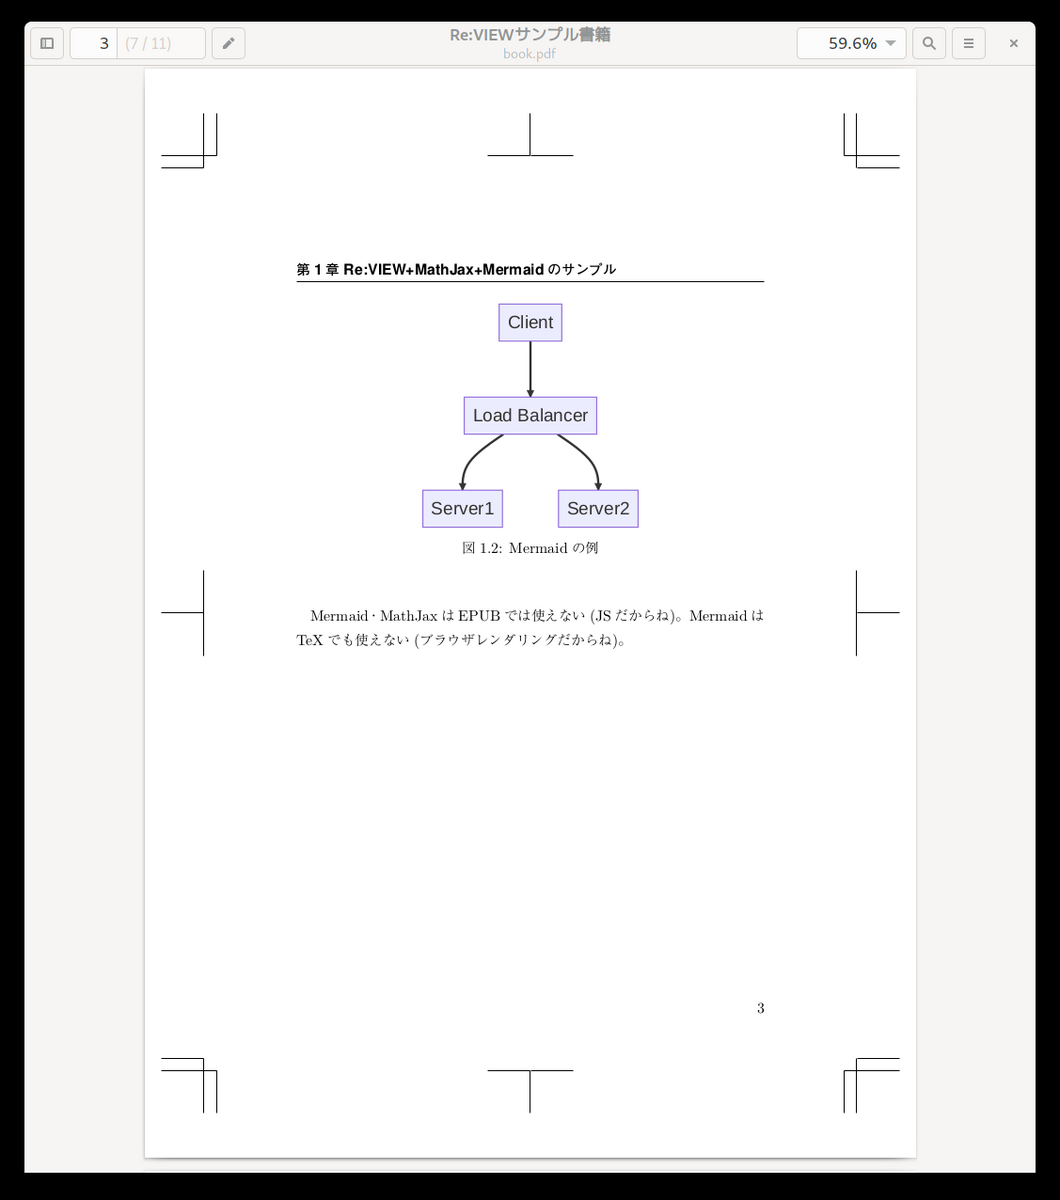 3 (7 / 11)
Re:VIEWサンプル書籍
book.pdf
59.6%
第 1 章 Re:VIEW+MathJax+Mermaid のサンプル
Client
Load Balancer
Server1 Server2
図 1.2: Mermaid の例
Mermaid・MathJax は EPUB では使えない (JS だからね)。Mermaid は
TeX でも使えない (ブラウザレンダリングだからね)。
3